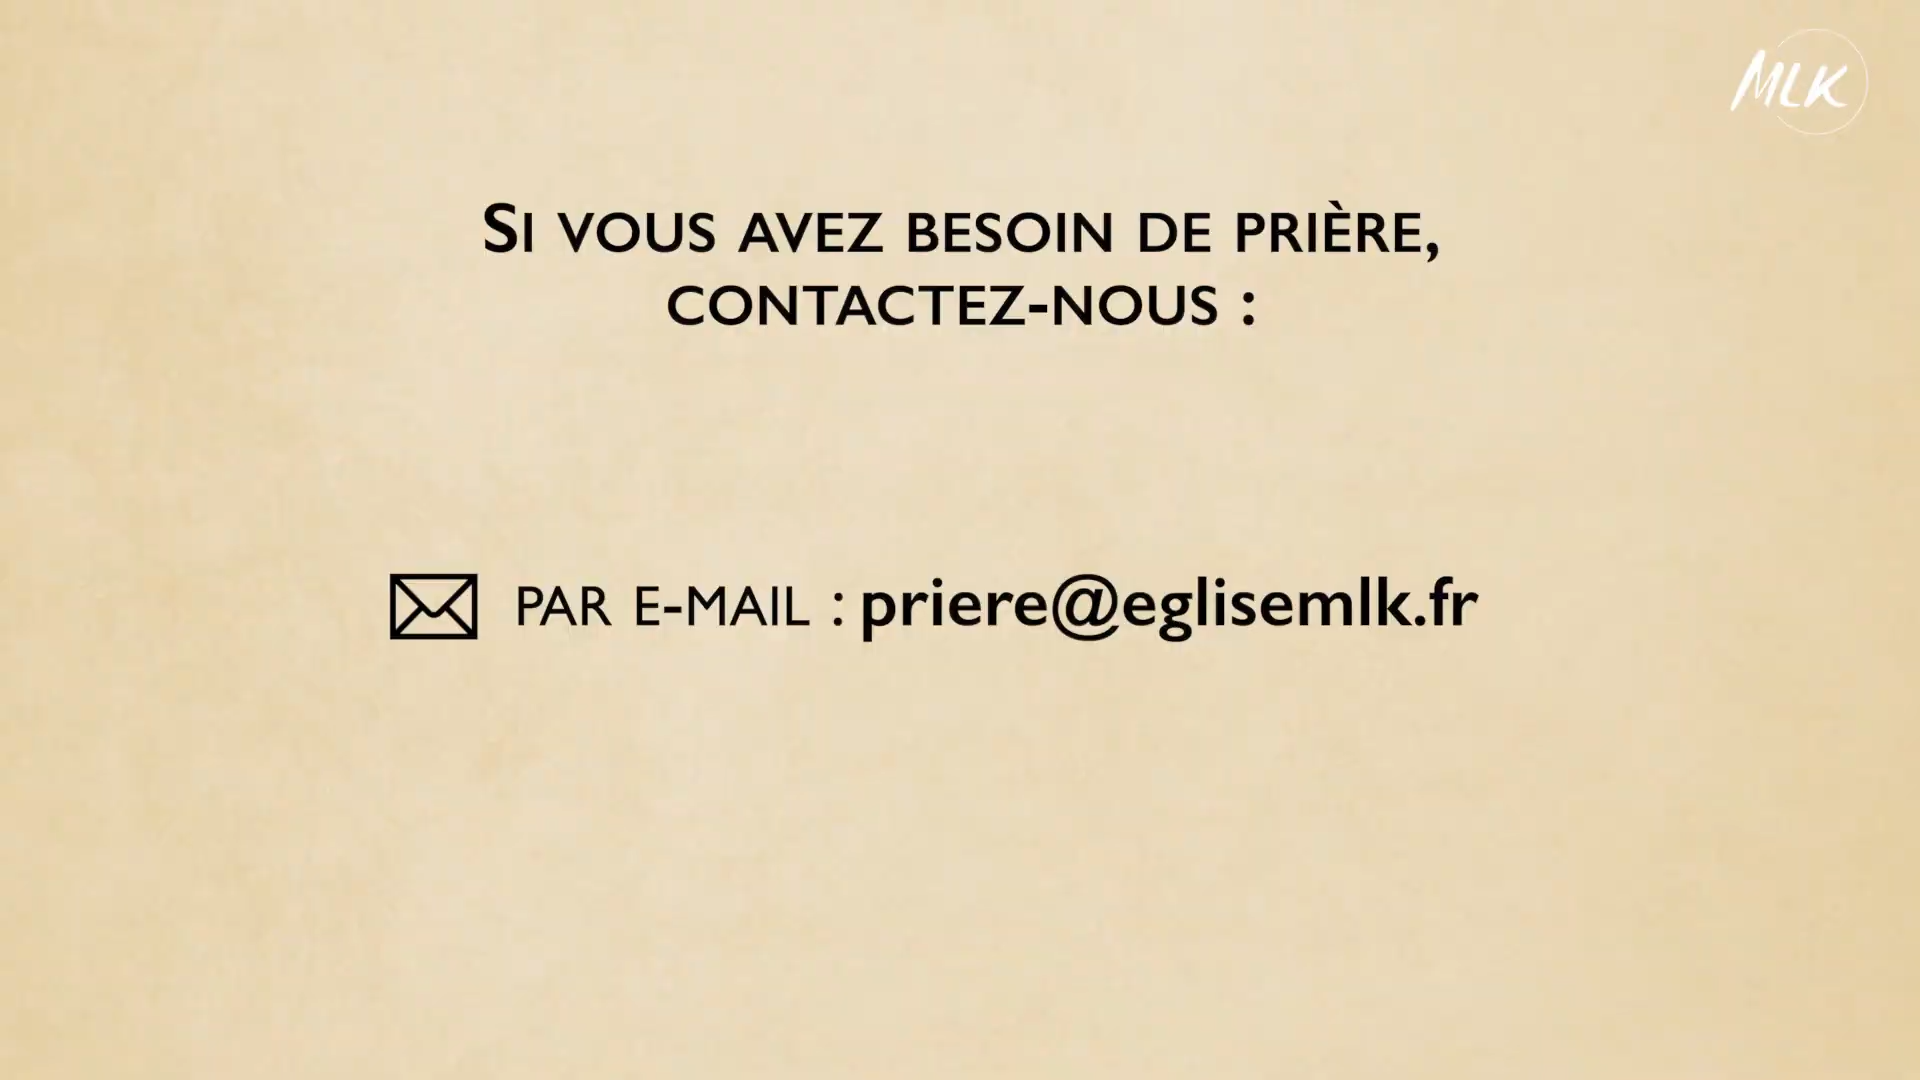 MLK
Si vous avez besoin de prière,
contactez-nous :
par e-mail : priere@eglisemlk.fr